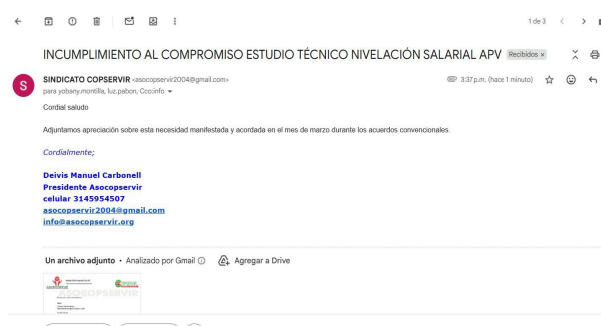 1 de 3
INCUMPLIMIENTO AL COMPROMISO ESTUDIO TÉCNICO NIVELACIÓN SALARIAL APV Recibidos x
S
SINDICATO COPSERVIR <asocopservir2004@gmail.com> 3:37 p.m. (hace 1 minuto)
para yobany.montilla, luz.pabon, Cco:info
Cordial saludo
Adjuntamos apreciación sobre esta necesidad manifestada y acordada en el mes de marzo durante los acuerdos convencionales.
Cordialmente;
Deivis Manuel Carbonell
Presidente Asocopservir
celular 3145954507
asocopservir2004@gmail.com
info@asocopservir.org
Un archivo adjunto • Analizado por Gmail Agregar a Drive
ASOCOPSERVIR